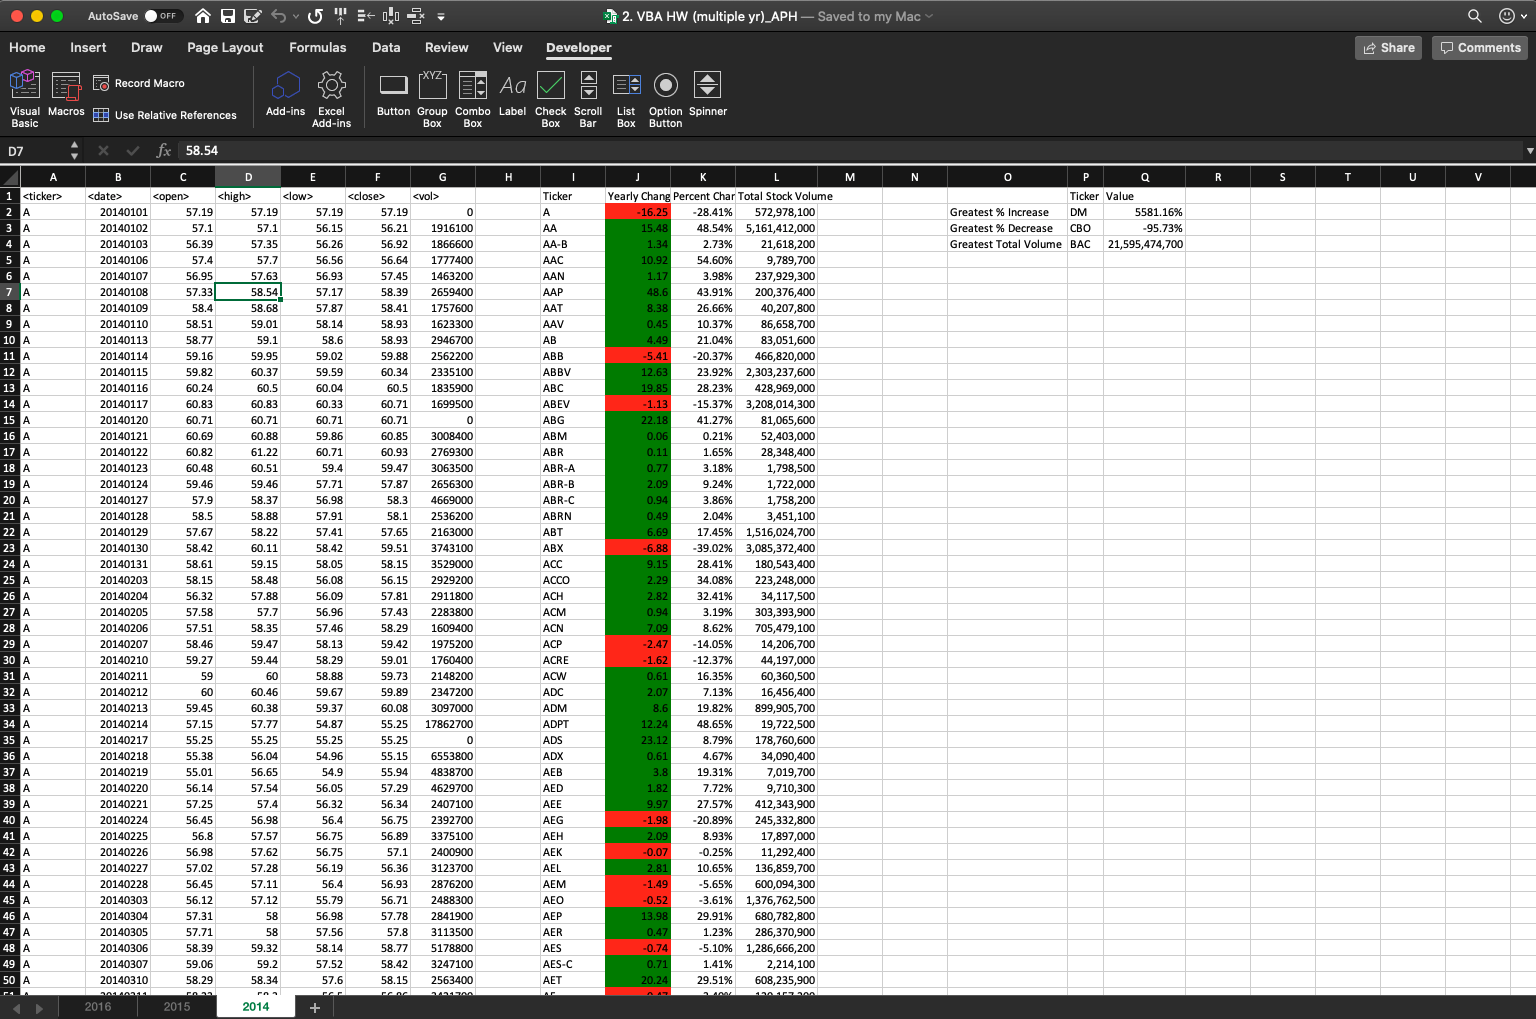 AutoSave OFF 2. VBA HW (multiple yr)_APH — Saved to my Mac
Home Insert Draw Page Layout Formulas Data Review View Developer Share Comments
Visual Basic Macros Record Macro Use Relative References Add-ins Excel Add-ins Button XYZ Group Box Combo Box Aa Label Check Box Scroll Bar List Box Option Button Spinner
D7 fx 58.54
A B C D E F G H I J K L M N O P Q R S T U V
1 <ticker> <date> <open> <high> <low> <close> <vol> Ticker Yearly Chang Percent Char Total Stock Volume Ticker Value
2 A 20140101 57.19 57.19 57.19 57.19 0 A -16.25 -28.41% 572,978,100 Greatest % Increase DM 5581.16%
3 A 20140102 57.1 57.1 56.15 56.21 1916100 AA 15.48 48.54% 5,161,412,000 Greatest % Decrease CBO -95.73%
4 A 20140103 56.39 57.35 56.26 56.92 1866600 AA-B 1.34 2.73% 21,618,200 Greatest Total Volume BAC 21,595,474,700
5 A 20140106 57.4 57.7 56.56 56.64 1777400 AAC 10.92 54.60% 9,789,700
6 A 20140107 56.95 57.63 56.93 57.45 1463200 AAN 1.17 3.98% 237,929,300
7 A 20140108 57.33 58.54 57.17 58.39 2659400 AAP 48.6 43.91% 200,376,400
8 A 20140109 58.4 58.68 57.87 58.41 1757600 AAT 8.38 26.66% 40,207,800
9 A 20140110 58.51 59.01 58.14 58.93 1623300 AAV 0.45 10.37% 86,658,700
10 A 20140113 58.77 59.1 58.6 58.93 2946700 AB 4.49 21.04% 83,051,600
11 A 20140114 59.16 59.95 59.02 59.88 2562200 ABB -5.41 -20.37% 466,820,000
12 A 20140115 59.82 60.37 59.59 60.34 2335100 ABBV 12.63 23.92% 2,303,237,600
13 A 20140116 60.24 60.5 60.04 60.5 1835900 ABC 19.85 28.23% 428,969,000
14 A 20140117 60.83 60.83 60.33 60.71 1699500 ABEV -1.13 -15.37% 3,208,014,300
15 A 20140120 60.71 60.71 60.71 60.71 0 ABG 22.18 41.27% 81,065,600
16 A 20140121 60.69 60.88 59.86 60.85 3008400 ABM 0.06 0.21% 52,403,000
17 A 20140122 60.82 61.22 60.71 60.93 2769300 ABR 0.11 1.65% 28,348,400
18 A 20140123 60.48 60.51 59.4 59.47 3063500 ABR-A 0.77 3.18% 1,798,500
19 A 20140124 59.46 59.46 57.71 57.87 2656300 ABR-B 2.09 9.24% 1,722,000
20 A 20140127 57.9 58.37 56.98 58.3 4669000 ABR-C 0.94 3.86% 1,758,200
21 A 20140128 58.5 58.88 57.91 58.1 2536200 ABRN 0.49 2.04% 3,451,100
22 A 20140129 57.67 58.22 57.41 57.65 2163000 ABT 6.69 17.45% 1,516,024,700
23 A 20140130 58.42 60.11 58.42 59.51 3743100 ABX -6.88 -39.02% 3,085,372,400
24 A 20140131 58.61 59.15 58.05 58.15 3529000 ACC 9.15 28.41% 180,543,400
25 A 20140203 58.15 58.48 56.08 56.15 2929200 ACCO 2.29 34.08% 223,248,000
26 A 20140204 56.32 57.88 56.09 57.81 2911800 ACH 2.82 32.41% 34,117,500
27 A 20140205 57.58 57.7 56.96 57.43 2283800 ACM 0.94 3.19% 303,393,900
28 A 20140206 57.51 58.35 57.46 58.29 1609400 ACN 7.09 8.62% 705,479,100
29 A 20140207 58.46 59.47 58.13 59.42 1975200 ACP -2.47 -14.05% 14,206,700
30 A 20140210 59.27 59.44 58.29 59.01 1760400 ACRE -1.62 -12.37% 44,197,000
31 A 20140211 59 60 58.88 59.73 2148200 ACW 0.61 16.35% 60,360,500
32 A 20140212 60 60.46 59.67 59.89 2347200 ADC 2.07 7.13% 16,456,400
33 A 20140213 59.45 60.38 59.37 60.08 3097000 ADM 8.6 19.82% 899,905,700
34 A 20140214 57.15 57.77 54.87 55.25 17862700 ADPT 12.24 48.65% 19,722,500
35 A 20140217 55.25 55.25 55.25 55.25 0 ADS 23.12 8.79% 178,760,600
36 A 20140218 55.38 56.04 54.96 55.15 6553800 ADX 0.61 4.67% 34,090,400
37 A 20140219 55.01 56.65 54.9 55.94 4838700 AEB 3.8 19.31% 7,019,700
38 A 20140220 56.14 57.54 56.05 57.29 4629700 AED 1.82 7.72% 9,710,300
39 A 20140221 57.25 57.4 56.32 56.34 2407100 AEE 9.97 27.57% 412,343,900
40 A 20140224 56.45 56.98 56.4 56.75 2392700 AEG -1.98 -20.89% 245,332,800
41 A 20140225 56.8 57.57 56.75 56.89 3375100 AEH 2.09 8.93% 17,897,000
42 A 20140226 56.98 57.62 56.75 57.1 2400900 AEK -0.07 -0.25% 11,292,400
43 A 20140227 57.02 57.28 56.19 56.36 3123700 AEL 2.81 10.65% 136,859,700
44 A 20140228 56.45 57.11 56.4 56.93 2876200 AEM -1.49 -5.65% 600,094,300
45 A 20140303 56.12 57.12 55.79 56.71 2488300 AEO -0.52 -3.61% 1,376,762,500
46 A 20140304 57.31 58 56.98 57.78 2841900 AEP 13.98 29.91% 680,782,800
47 A 20140305 57.71 58 57.56 57.8 3113500 AER 0.47 1.23% 286,370,900
48 A 20140306 58.39 59.32 58.14 58.77 5178800 AES -0.74 -5.10% 1,286,666,200
49 A 20140307 59.06 59.2 57.52 58.42 3247100 AES-C 0.71 1.41% 2,214,100
50 A 20140310 58.29 58.34 57.6 58.15 2563400 AET 20.24 29.51% 608,235,900
2016 2015 2014 +